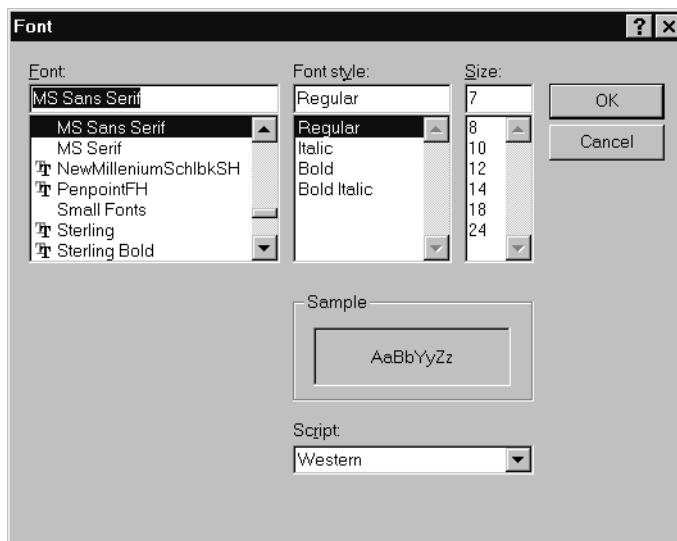 Font
Font:
MS Sans Serif
MS Sans Serif
MS Serif
NewMilleniumSchlbkSH
PenpointFH
Small Fonts
Sterling
Sterling Bold
Font style:
Regular
Regular
Italic
Bold
Bold Italic
Size:
7
8
10
12
14
18
24
OK
Cancel
Sample
AaBbYyZz
Script:
Western